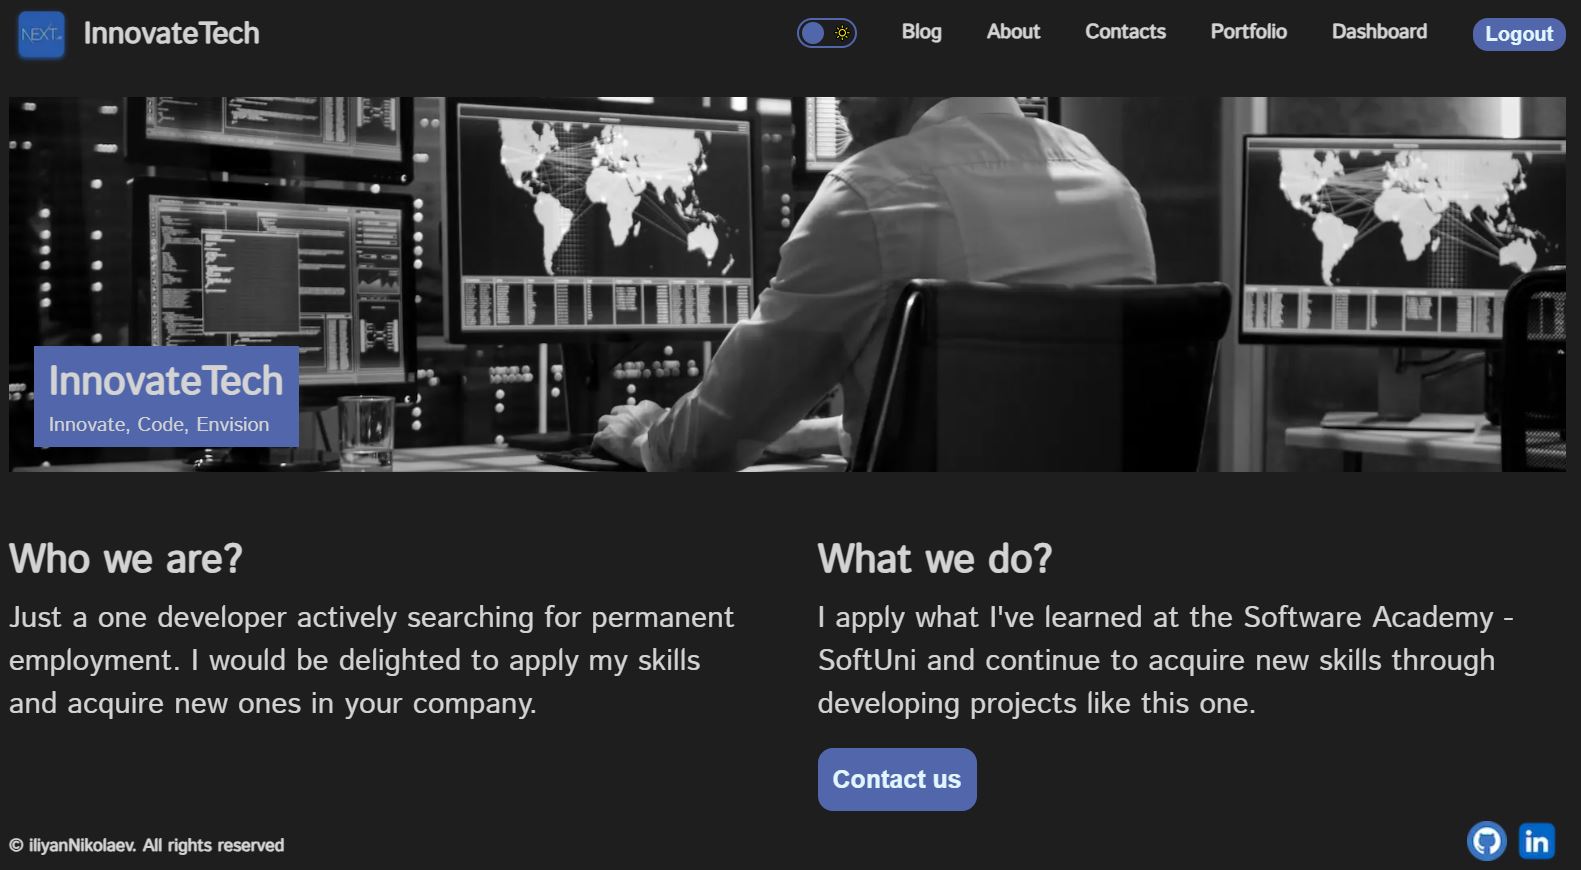 NEXT
InnovateTech
Blog
About
Contacts
Portfolio
Dashboard
Logout
InnovateTech
Innovate, Code, Envision
Who we are?
Just a one developer actively searching for permanent
employment. I would be delighted to apply my skills
and acquire new ones in your company.
What we do?
I apply what I've learned at the Software Academy -
SoftUni and continue to acquire new skills through
developing projects like this one.
Contact us
© iliyanNikolaev. All rights reserved
in